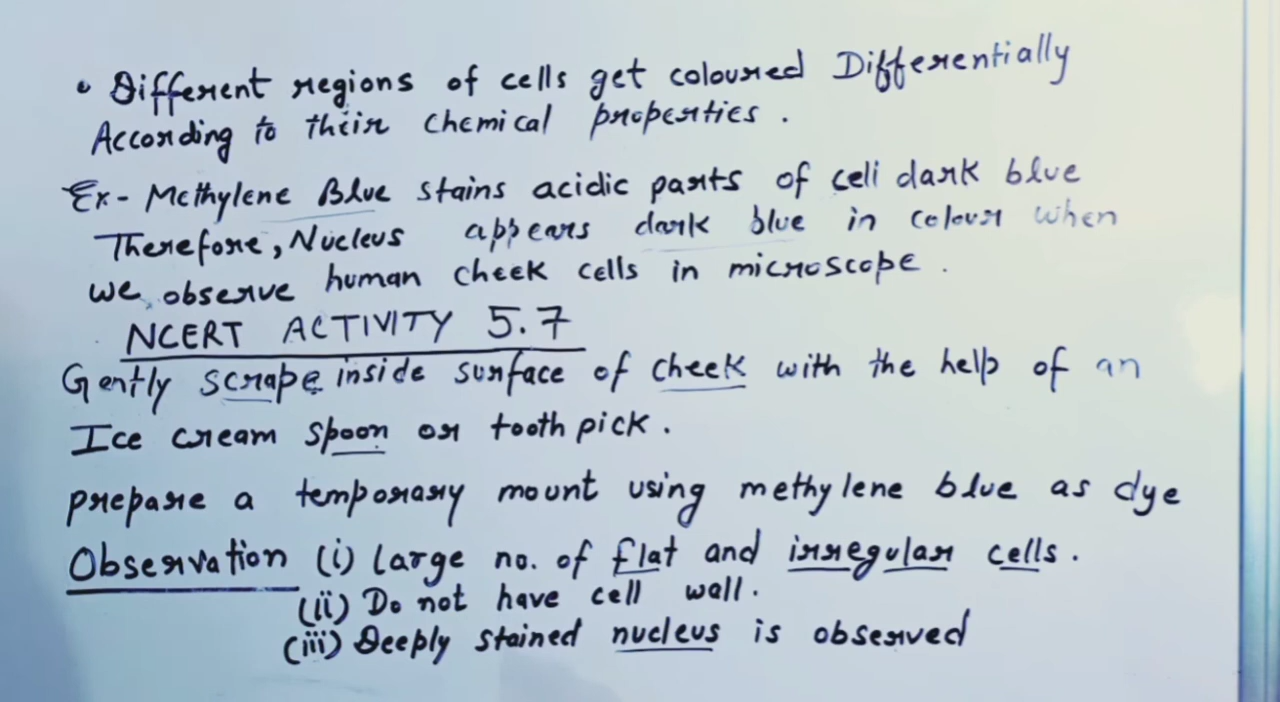 • Different regions of cells get coloured Differentially
According to their chemical properties.
Ex- Methylene Blue stains acidic parts of cell dark blue
Therefore, Nucleus appears dark blue in colour when
we observe human cheek cells in microscope.
NCERT ACTIVITY 5.7
Gently scrape inside surface of cheek with the help of an
Ice cream spoon or tooth pick.
prepare a temporary mount using methylene blue as dye
Observation (i) large no. of flat and irregular cells.
(ii) Do not have cell wall.
(iii) Deeply stained nucleus is observed